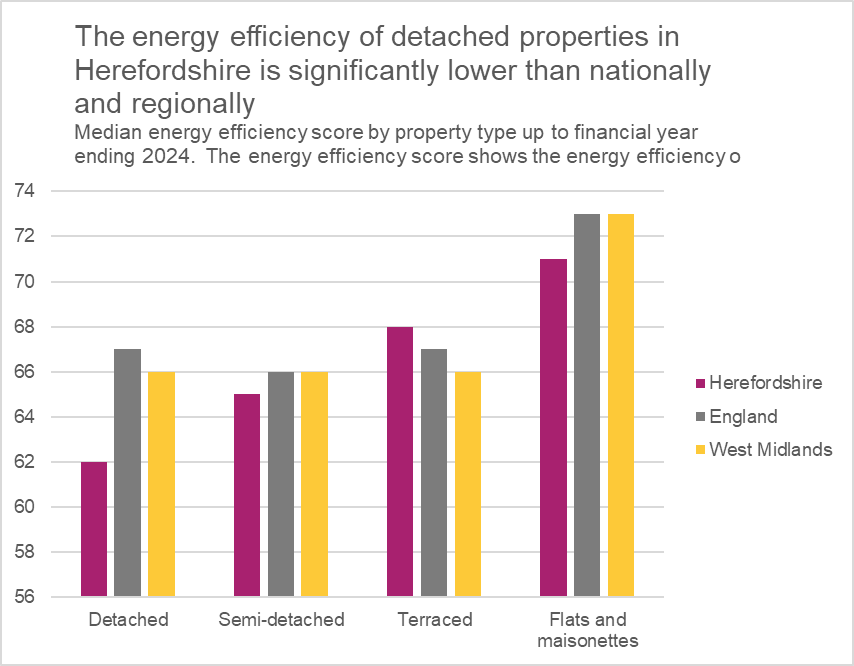 The energy efficiency of detached properties in
Herefordshire is significantly lower than nationally
and regionally
Median energy efficiency score by property type up to financial year
ending 2024. The energy efficiency score shows the energy efficiency o
74
72
70
68
66
64
62
60
58
56
Detached
Semi-detached
Terraced
Flats and
maisonettes
Herefordshire
England
West Midlands